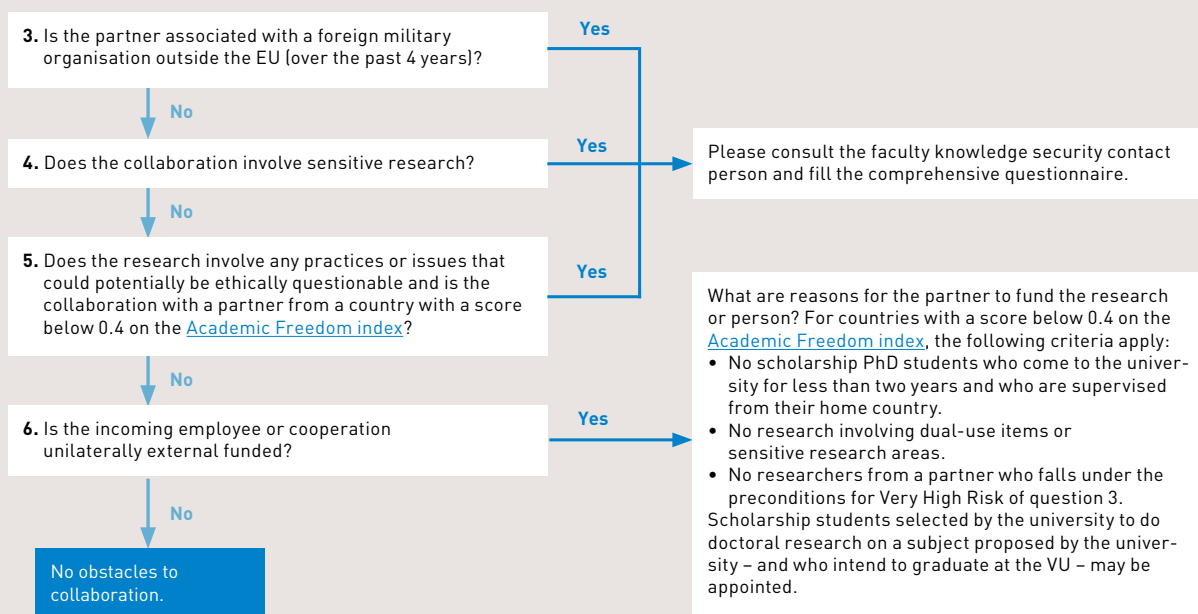 3. Is the partner associated with a foreign military
organisation outside the EU (over the past 4 years)?
Yes
No
4. Does the collaboration involve sensitive research?
Yes
Please consult the faculty knowledge security contact
person and fill the comprehensive questionnaire.
No
5. Does the research involve any practices or issues that
could potentially be ethically questionable and is the
collaboration with a partner from a country with a score
below 0.4 on the Academic Freedom index?
Yes
No
6. Is the incoming employee or cooperation
unilaterally external funded?
Yes
What are reasons for the partner to fund the research
or person? For countries with a score below 0.4 on the
Academic Freedom index, the following criteria apply:
• No scholarship PhD students who come to the univer-
sity for less than two years and who are supervised
from their home country.
• No research involving dual-use items or
sensitive research areas.
• No researchers from a partner who falls under the
preconditions for Very High Risk of question 3.
Scholarship students selected by the university to do
doctoral research on a subject proposed by the univer-
sity – and who intend to graduate at the VU – may be
appointed.
No
No obstacles to
collaboration.